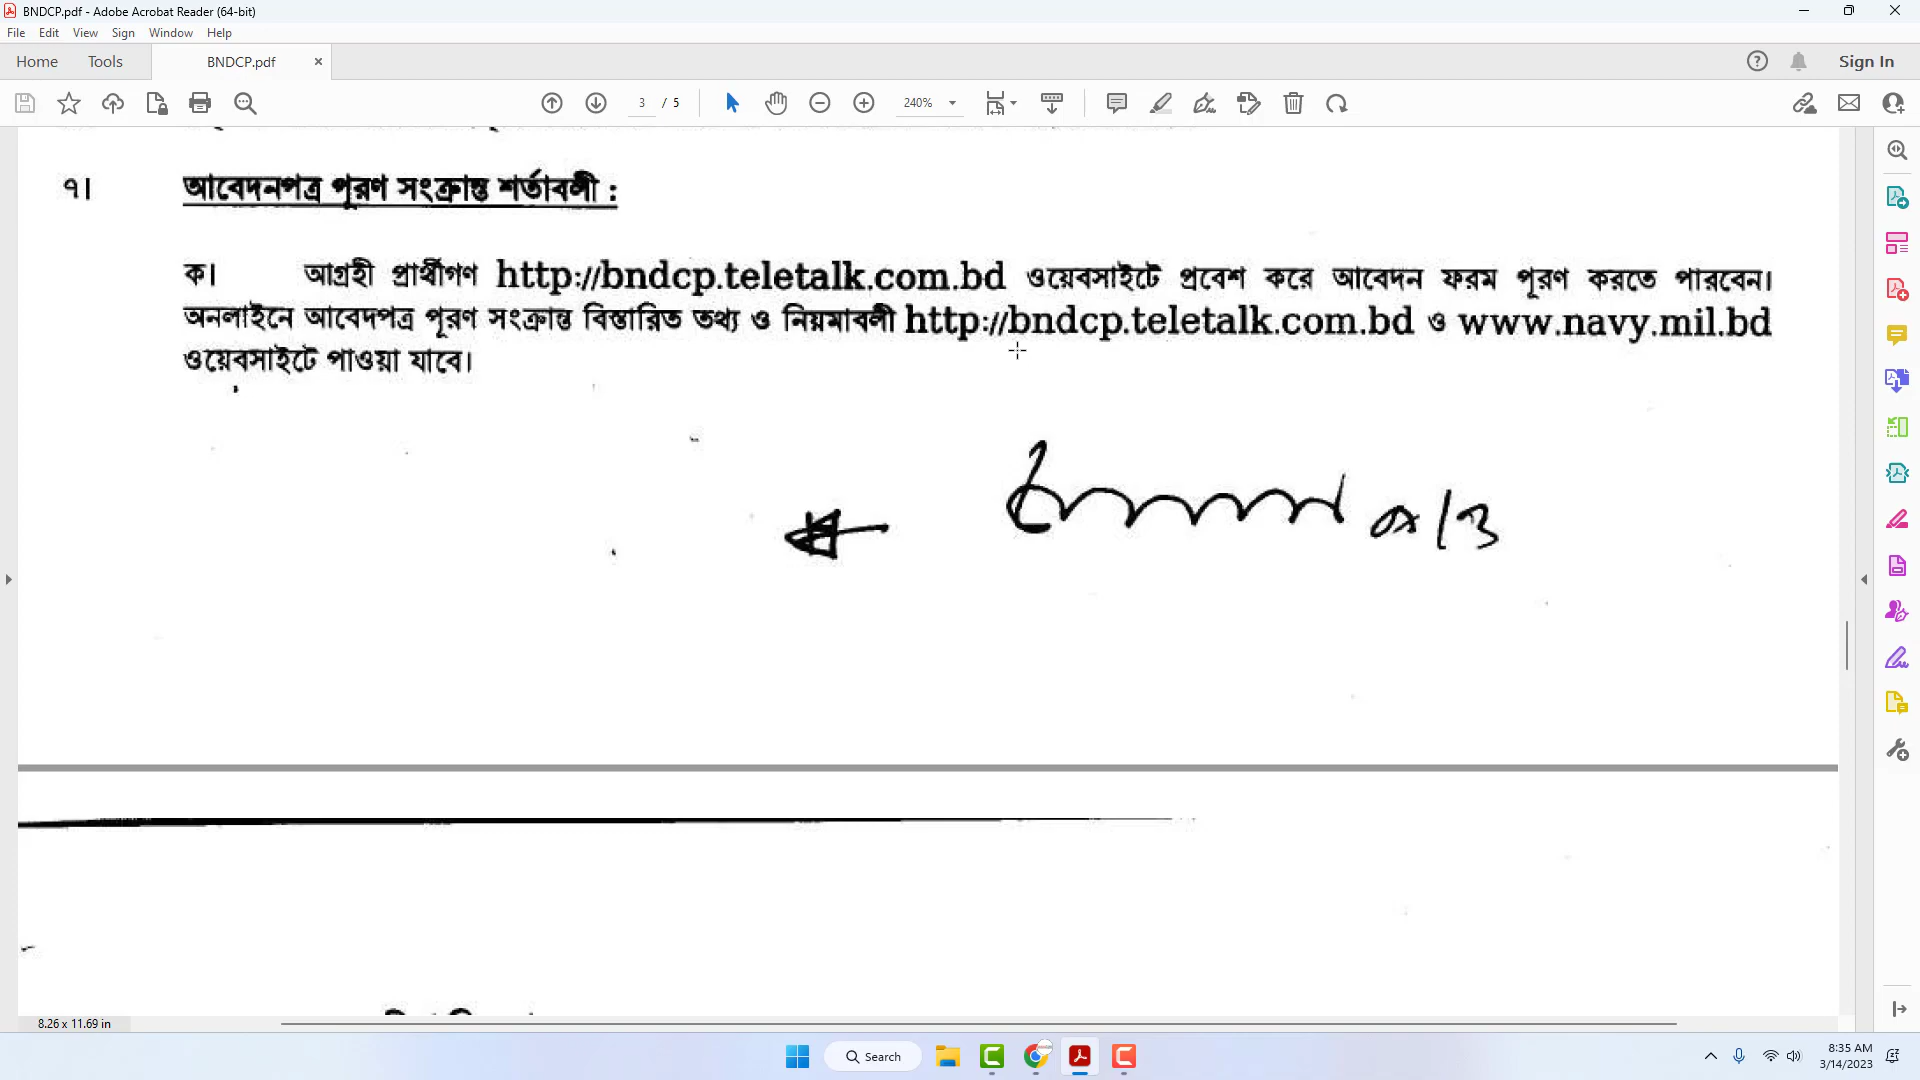 BNDCP.pdf - Adobe Acrobat Reader (64-bit)
File Edit View Sign Window Help
Home Tools BNDCP.pdf Sign In
3 / 5 240%
৭। আবেদনপত্র পূরণ সংক্রান্ত শর্তাবলী :
ক। আগ্রহী প্রার্থীগণ http://bndcp.teletalk.com.bd ওয়েবসাইটে প্রবেশ করে আবেদন ফরম পূরণ করতে পারবেন।
অনলাইনে আবেদপত্র পূরণ সংক্রান্ত বিস্তারিত তথ্য ও নিয়মাবলী http://bndcp.teletalk.com.bd ও www.navy.mil.bd
ওয়েবসাইটে পাওয়া যাবে।
8.26 x 11.69 in
Search
8:35 AM
3/14/2023